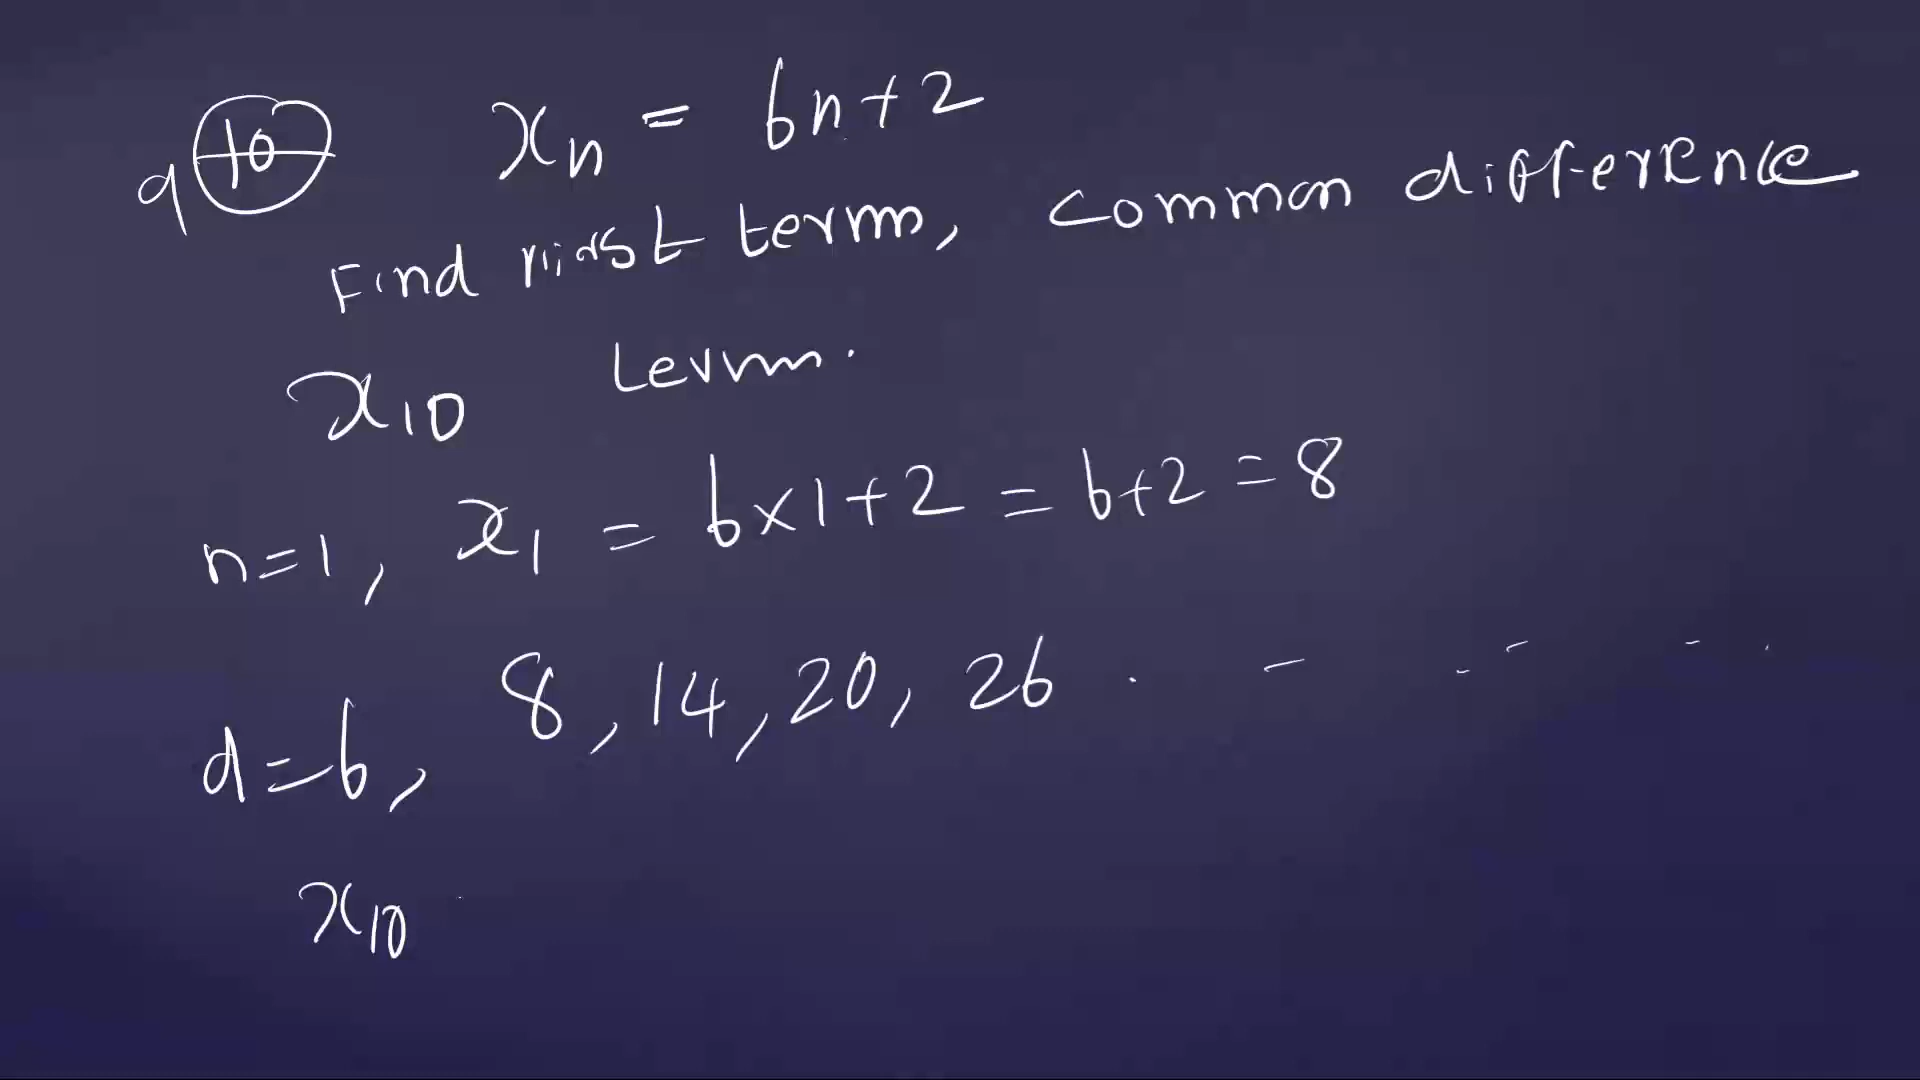 9 10 xn = 6n+2
Find first term, common difference
x10 term.
n=1, x1 = 6×1+2 = 6+2 = 8
d=6, 8, 14, 20, 26 . - . - - .
x10